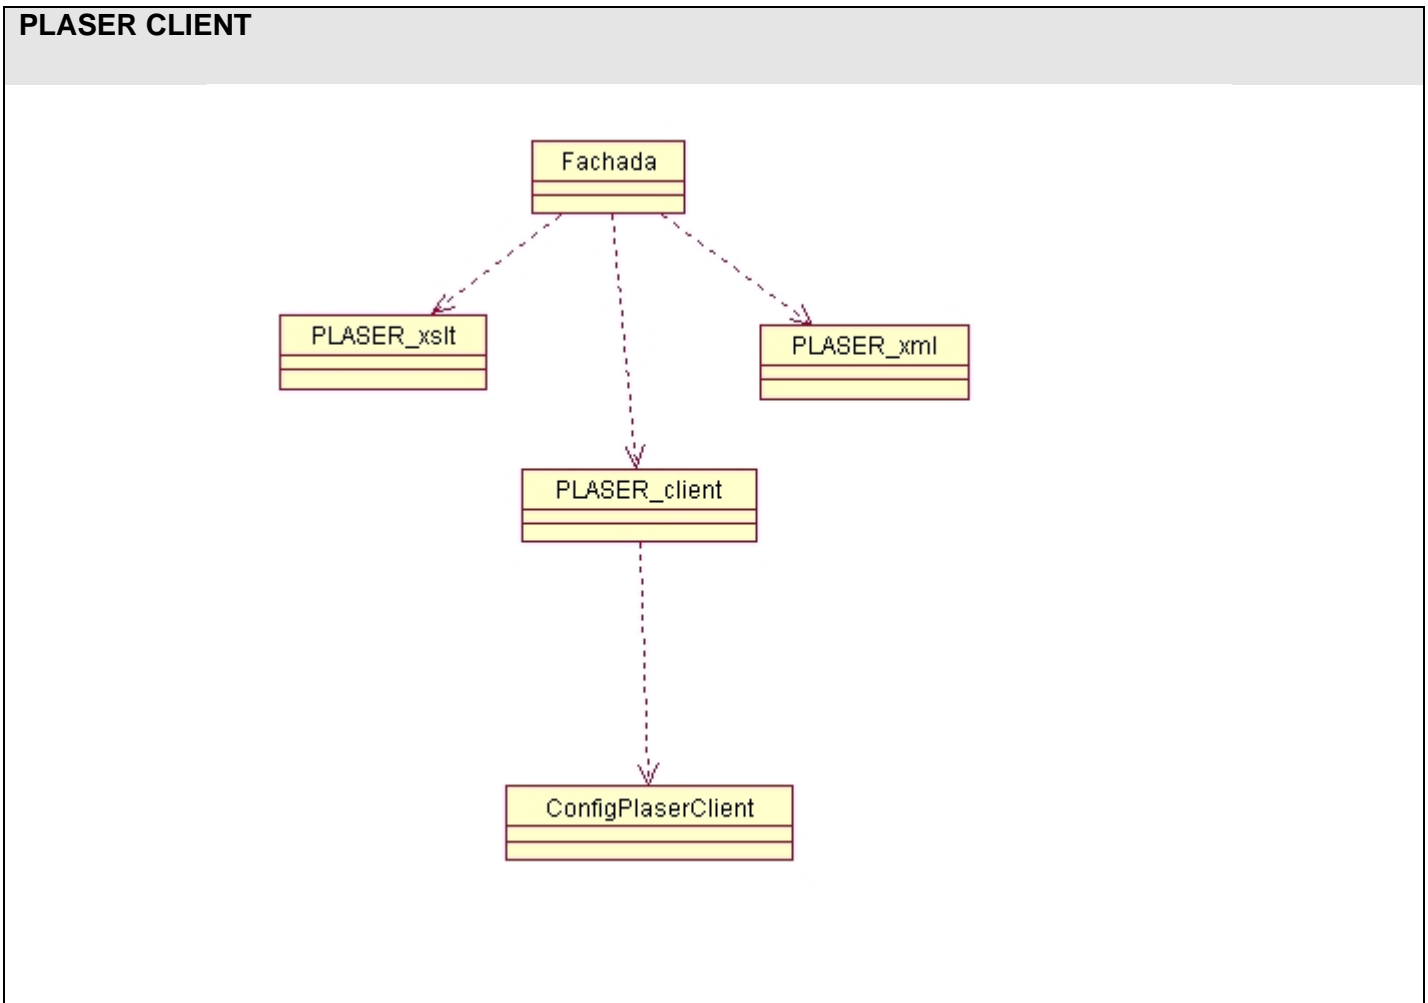 PLASER CLIENT
Fachada
PLASER_xslt
PLASER_xml
PLASER_client
ConfigPlaserClient